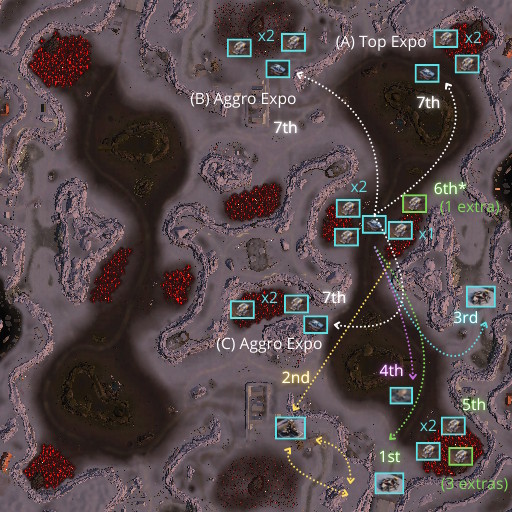 x2
(A) Top Expo
x2
(B) Aggro Expo
7th
7th
x2
6th*
(1 extra)
x1
x2
7th
3rd
(C) Aggro Expo
2nd
4th
5th
x2
1st
(3 extras)